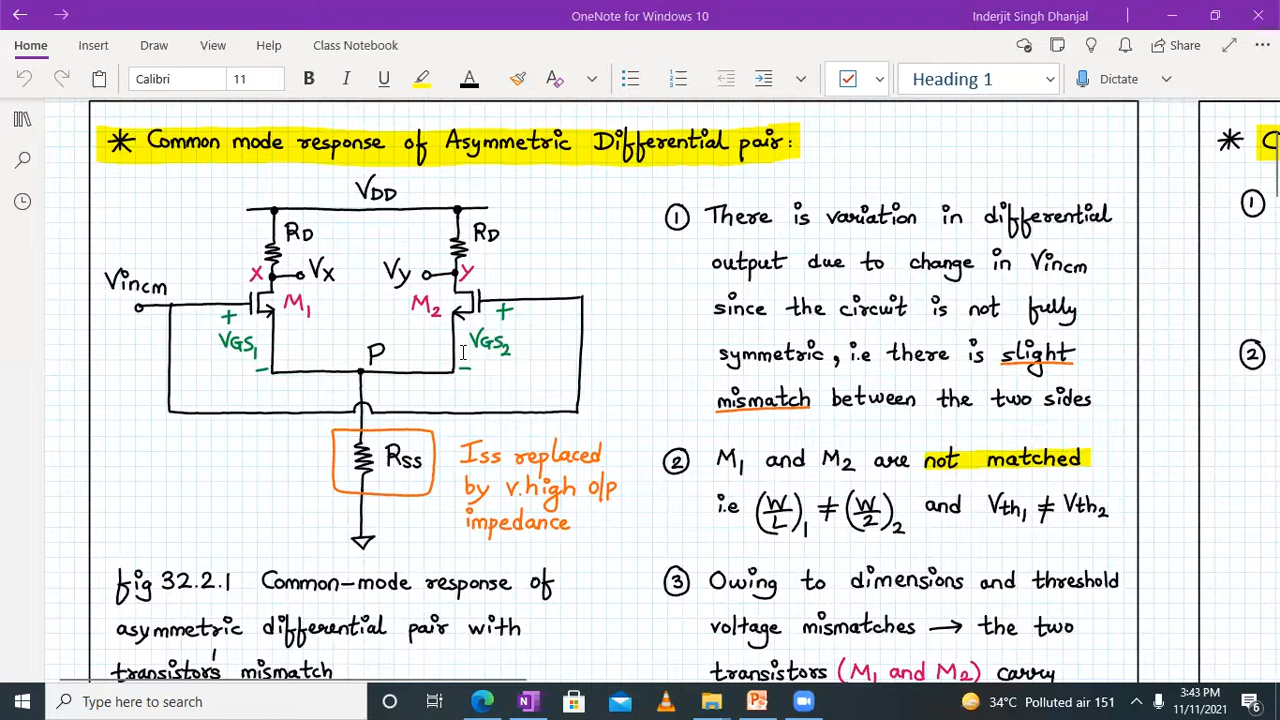 OneNote for Windows 10
Inderjit Singh Dhanjal
Home Insert Draw View Help Class Notebook
Share
Calibri 11 B I U A Heading 1 Dictate
* Common mode response of Asymmetric Differential pair:
VDD
RD RD
Vincm
x Vx Vy y
M1 M2
+ +
VGS1 VGS2
P
- -
Rss
Iss replaced
by v.high o/p
impedance
fig 32.2.1 Common-mode response of
asymmetric differential pair with
transistors' mismatch
① There is variation in differential
output due to change in Vincm
since the circuit is not fully
symmetric, i.e there is slight
mismatch between the two sides
② M1 and M2 are not matched
i.e (W/L)1 ≠ (W/2)2 and Vth1 ≠ Vth2
③ Owing to dimensions and threshold
voltage mismatches → the two
transistors (M1 and M2) carry
* C
①
②
Type here to search
34°C Polluted air 151
3:43 PM
11/11/2021
6